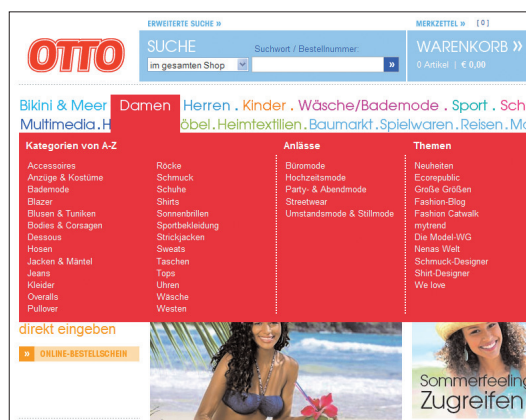 ERWEITERTE SUCHE »
MERKZETTEL » [0]
OTTO
SUCHE
Suchwort / Bestellnummer:
WARENKORB »
im gesamten Shop
»
0 Artikel | € 0,00
Bikini & Meer Damen Herren . Kinder . Wäsche/Bademode . Sport . Sch
Multimedia . H öbel . Heimtextilien . Baumarkt . Spielwaren . Reisen . Mo
Kategorien von A-Z
Accessoires
Anzüge & Kostüme
Bademode
Blazer
Blusen & Tuniken
Bodies & Corsagen
Dessous
Hosen
Jacken & Mäntel
Jeans
Kleider
Overalls
Pullover
Röcke
Schmuck
Schuhe
Shirts
Sonnenbrillen
Sportbekleidung
Strickjacken
Sweats
Taschen
Tops
Uhren
Wäsche
Westen
Anlässe
Büromode
Hochzeitsmode
Party- & Abendmode
Streetwear
Umstandsmode & Stillmode
Themen
Neuheiten
Ecorepublic
Große Größen
Fashion-Blog
Fashion Catwalk
mytrend
Die Model-WG
Nenas Welt
Schmuck-Designer
Shirt-Designer
We love
direkt eingeben
» ONLINE-BESTELLSCHEIN
Sommerfeeling
Zugreifen